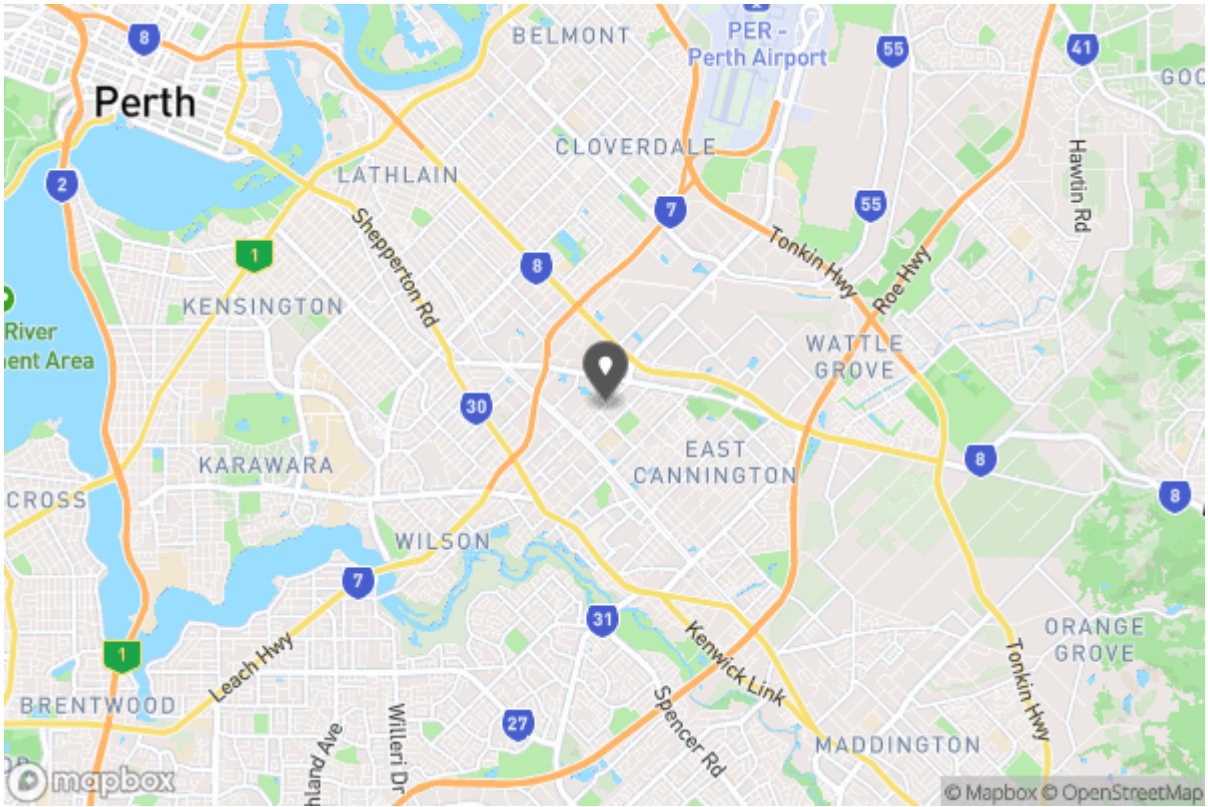 8
BELMONT
PER -
Perth Airport
55
41
GOO
Perth
CLOVERDALE
Hawtin Rd
LATHLAIN
2
7
55
Shepperton Rd
Tonkin Hwy
1
8
Roe Hwy
KENSINGTON
River
ent Area
WATTLE
GROVE
30
EAST
CANNINGTON
KARAWARA
8
8
CROSS
WILSON
7
31
Kenwick Link
ORANGE
GROVE
1
Leach Hwy
Tonkin Hwy
BRENTWOOD
Willeri Dr
Spencer Rd
27
hland Ave
MADDINGTON
mapbox
© Mapbox © OpenStreetMap